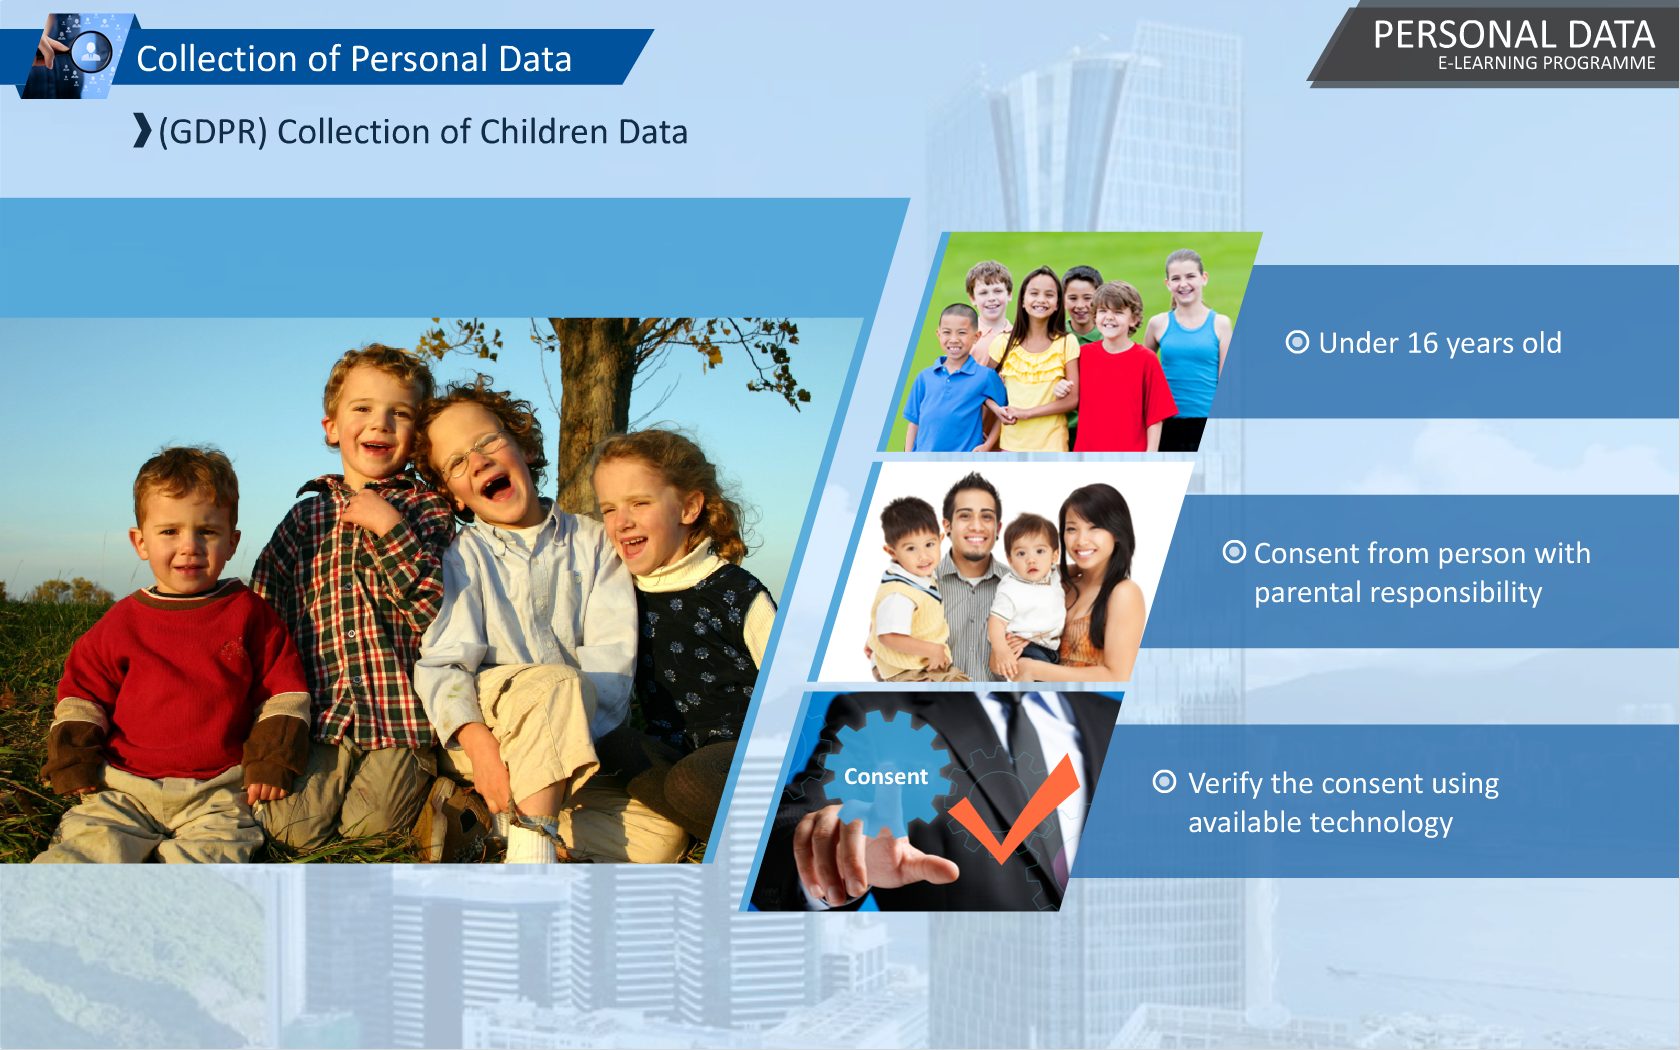 Collection of Personal Data
PERSONAL DATA
E-LEARNING PROGRAMME
(GDPR) Collection of Children Data
Under 16 years old
Consent from person with
parental responsibility
Consent
Verify the consent using
available technology